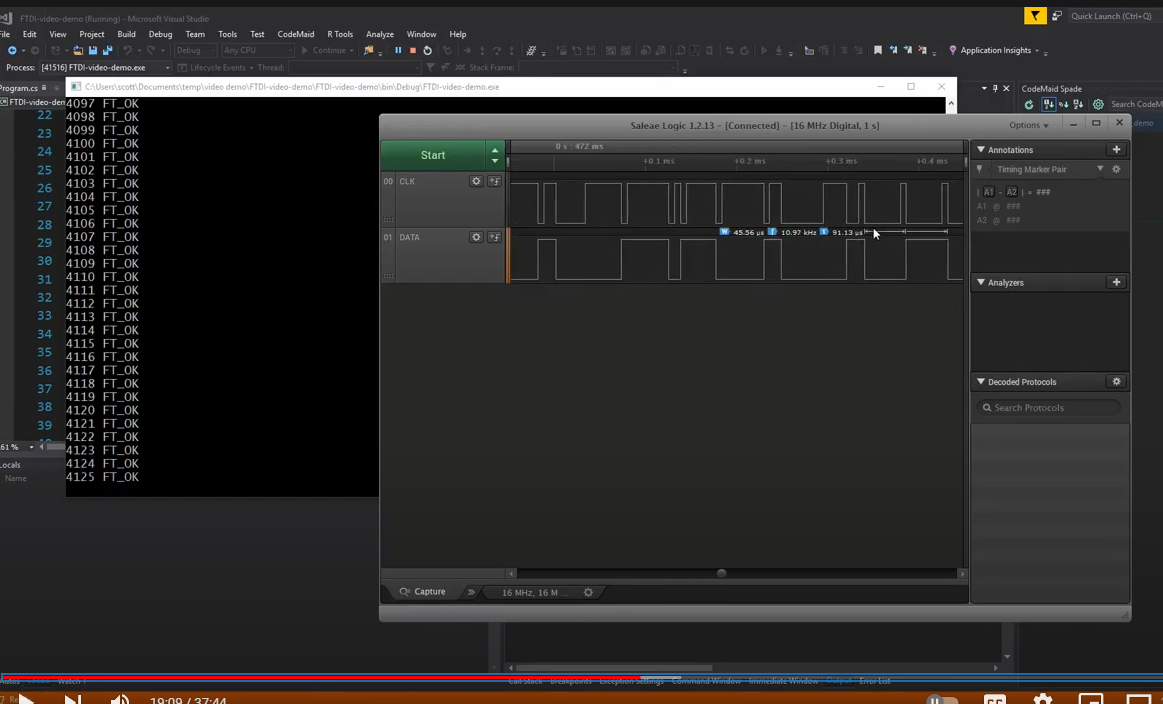 FTDI-video-demo (Running) - Microsoft Visual Studio
Quick Launch (Ctrl+Q)
File Edit View Project Build Debug Team Tools Test CodeMaid R Tools Analyze Window Help
Debug Any CPU Continue Application Insights
Process: [41516] FTDI-video-demo.exe Lifecycle Events Thread: Stack Frame:
Program.cs
C:\Users\scott\Documents\temp\video demo\FTDI-video-demo\FTDI-video-demo\bin\Debug\FTDI-video-demo.exe
CodeMaid Spade
Search CodeM
FTDI-video-dem
demo
22
23
24
25
26
27
28
29
30
31
32
33
34
35
36
37
38
39
61 %
Locals
Name
4097 FT_OK
4098 FT_OK
4099 FT_OK
4100 FT_OK
4101 FT_OK
4102 FT_OK
4103 FT_OK
4104 FT_OK
4105 FT_OK
4106 FT_OK
4107 FT_OK
4108 FT_OK
4109 FT_OK
4110 FT_OK
4111 FT_OK
4112 FT_OK
4113 FT_OK
4114 FT_OK
4115 FT_OK
4116 FT_OK
4117 FT_OK
4118 FT_OK
4119 FT_OK
4120 FT_OK
4121 FT_OK
4122 FT_OK
4123 FT_OK
4124 FT_OK
4125 FT_OK
Saleae Logic 1.2.13 - [Connected] - [16 MHz Digital, 1 s]
Options
Start
0 s : 472 ms
+0.1 ms +0.2 ms +0.3 ms +0.4 ms
00 CLK
W 45.56 µs f 10.97 kHz T 91.13 µs
01 DATA
Annotations
Timing Marker Pair
| A1 - A2 | = ###
A1 @ ###
A2 @ ###
Analyzers
Decoded Protocols
Search Protocols
Capture
16 MHz, 16 M ...
Autos Locals Watch 1
Call Stack Breakpoints Exception Settings Command Window Immediate Window Output Error List
19:09 / 37:44
CC